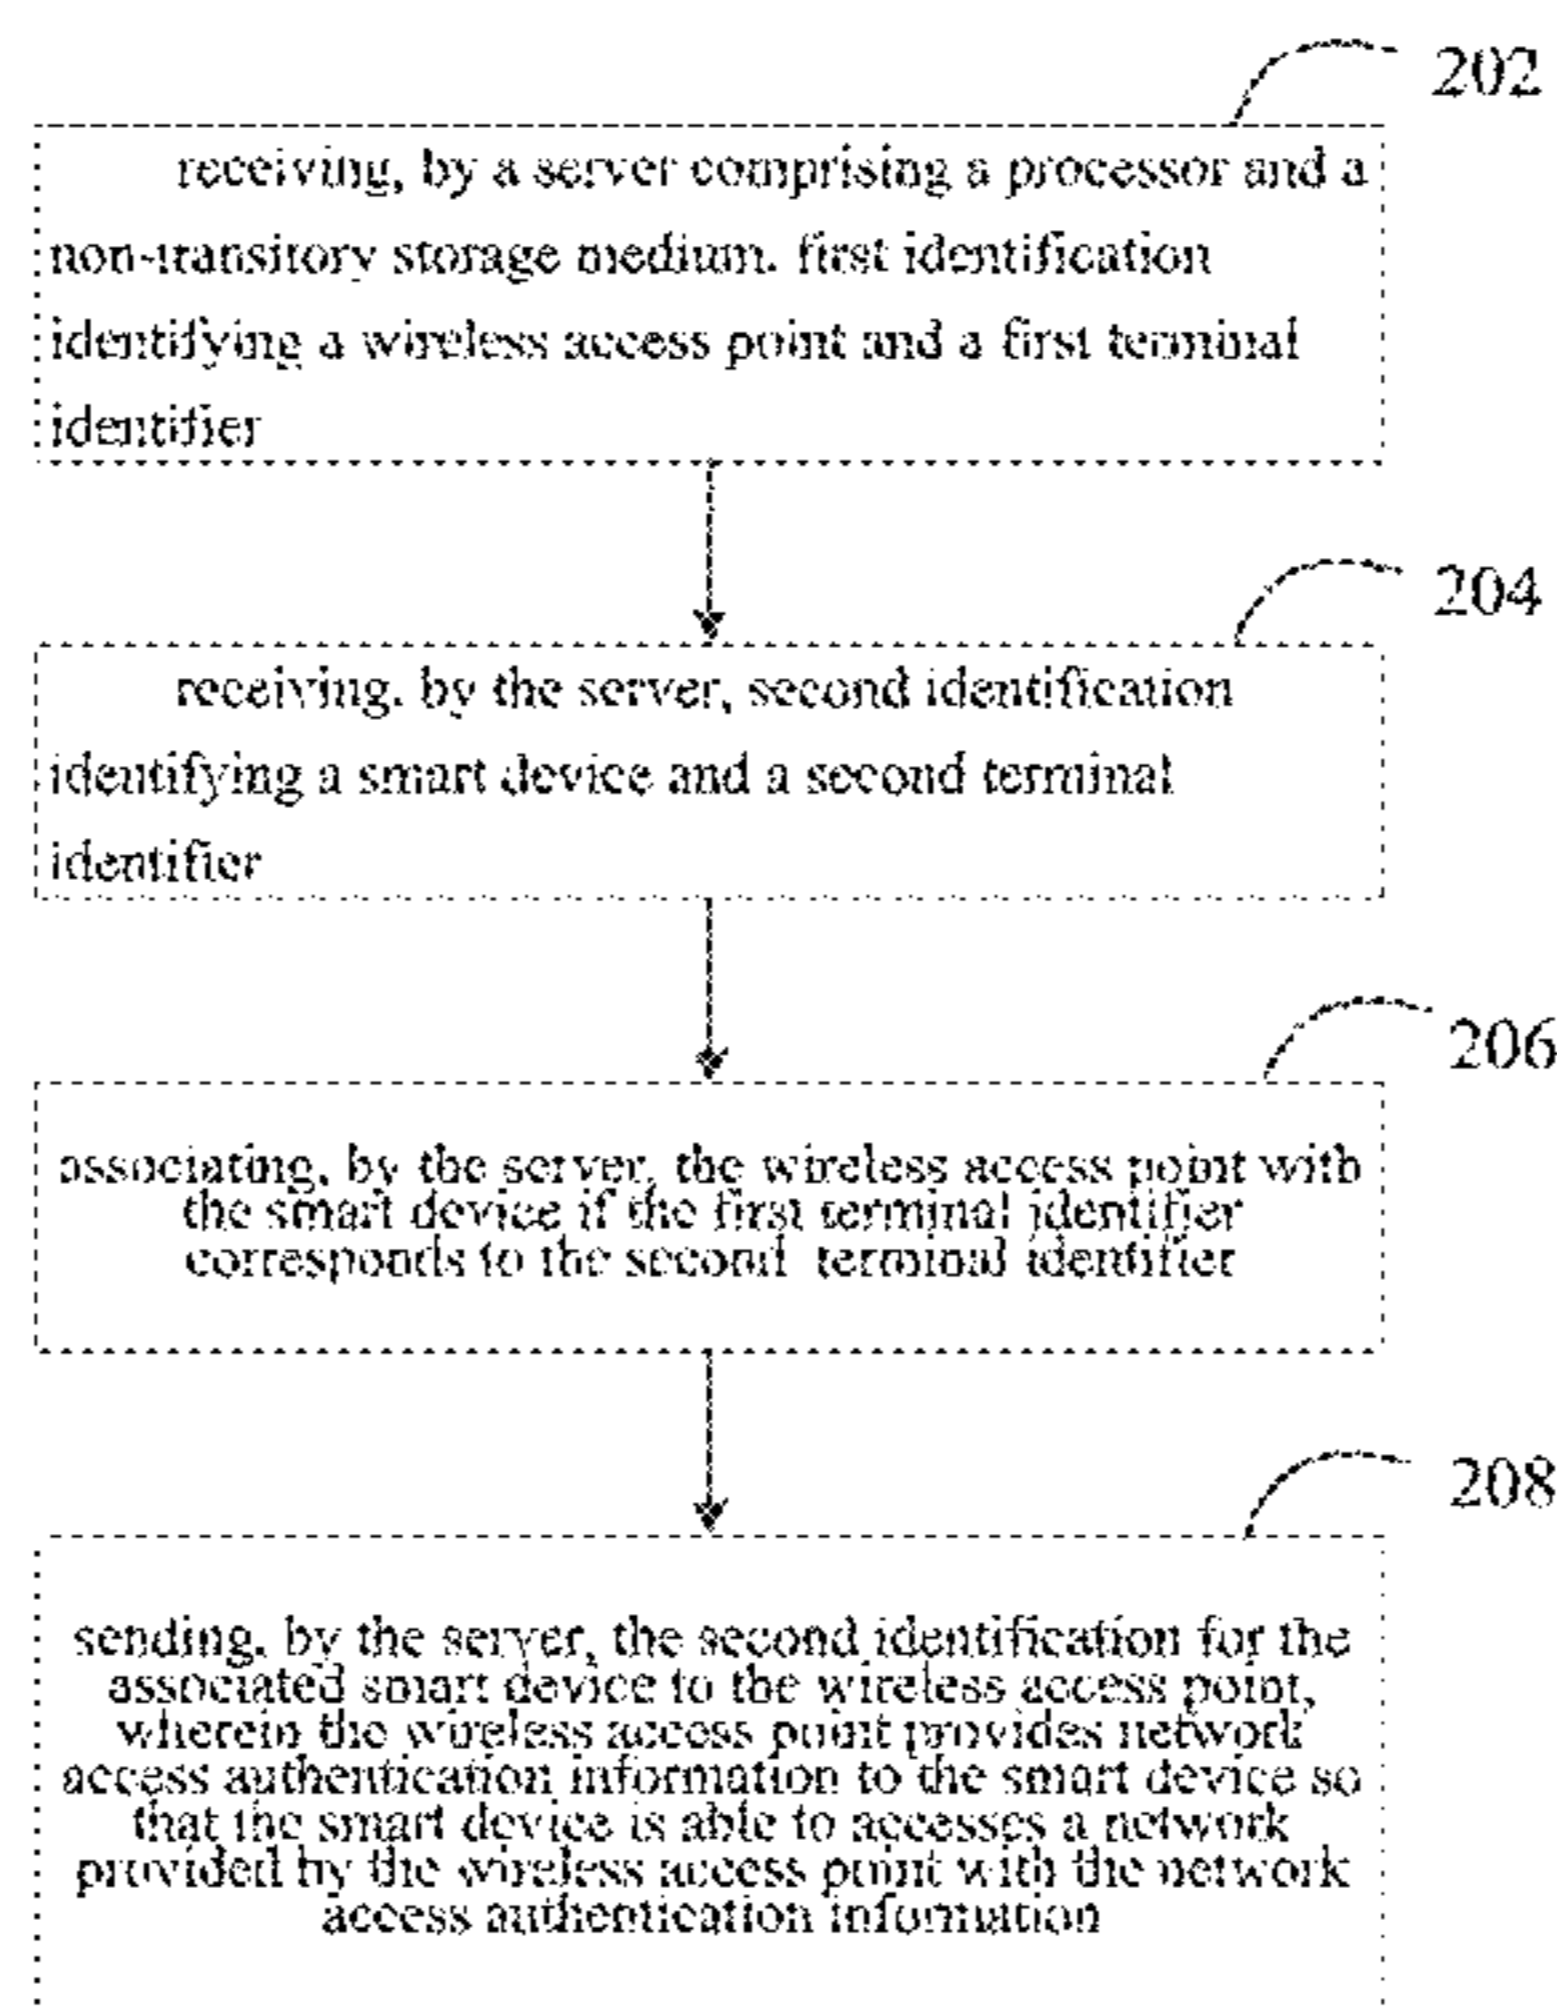 202
receiving, by a server comprising a processor and a
non-transitory storage medium, first identification
identifying a wireless access point and a first terminal
identifier
204
receiving, by the server, second identification
identifying a smart device and a second terminal
identifier
206
associating, by the server, the wireless access point with
the smart device if the first terminal identifier
corresponds to the second terminal identifier
208
sending, by the server, the second identification for the
associated smart device to the wireless access point,
wherein the wireless access point provides network
access authentication information to the smart device so
that the smart device is able to accesses a network
provided by the wireless access point with the network
access authentication information